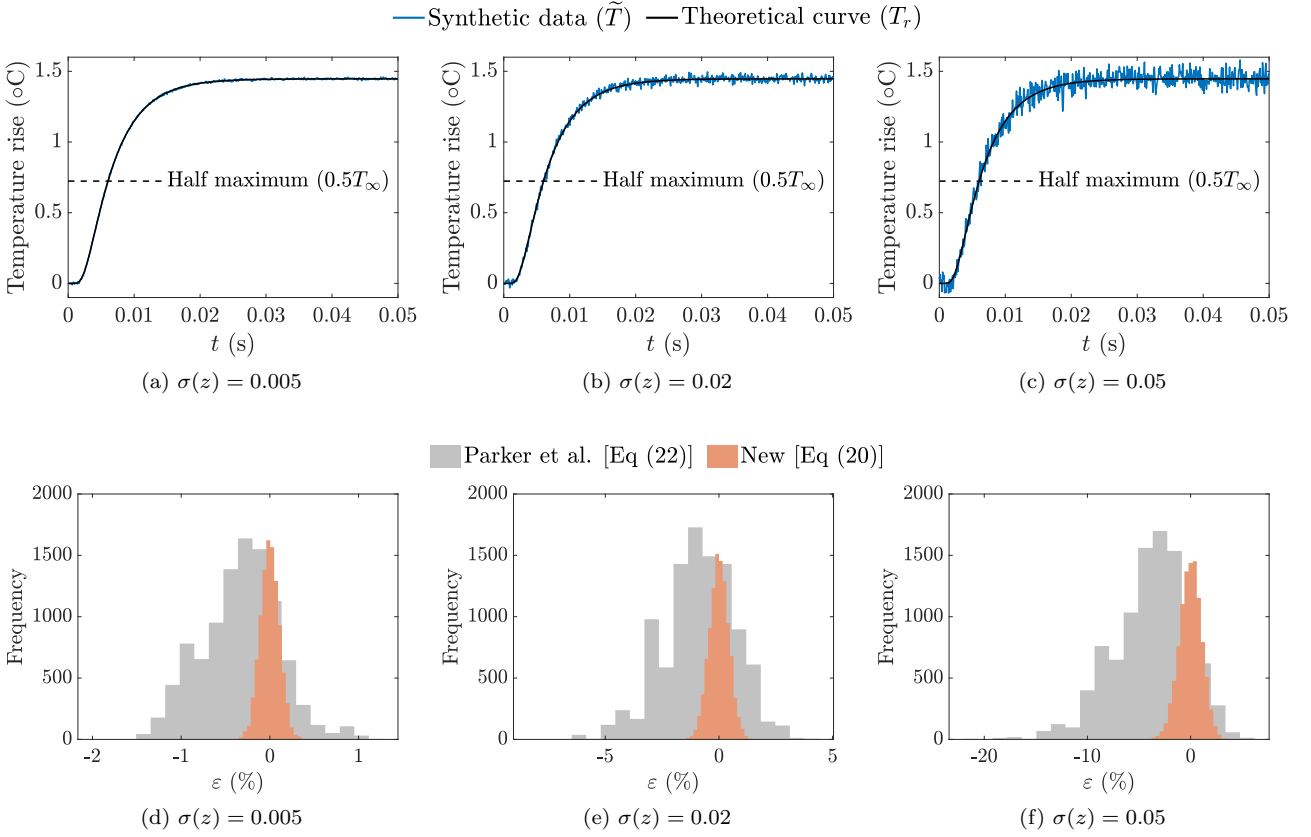 Synthetic data (T̃) Theoretical curve (Tᵣ)
Temperature rise (∘C)
1.5
1
0.5
0
Half maximum (0.5T∞)
0 0.01 0.02 0.03 0.04 0.05
t (s)
(a) σ(z) = 0.005
Temperature rise (∘C)
1.5
1
0.5
0
Half maximum (0.5T∞)
0 0.01 0.02 0.03 0.04 0.05
t (s)
(b) σ(z) = 0.02
Temperature rise (∘C)
1.5
1
0.5
0
Half maximum (0.5T∞)
0 0.01 0.02 0.03 0.04 0.05
t (s)
(c) σ(z) = 0.05
Parker et al. [Eq (22)] New [Eq (20)]
Frequency
2000
1500
1000
500
0
-2 -1 0 1
ε (%)
(d) σ(z) = 0.005
Frequency
2000
1500
1000
500
0
-5 0 5
ε (%)
(e) σ(z) = 0.02
Frequency
2000
1500
1000
500
0
-20 -10 0
ε (%)
(f) σ(z) = 0.05